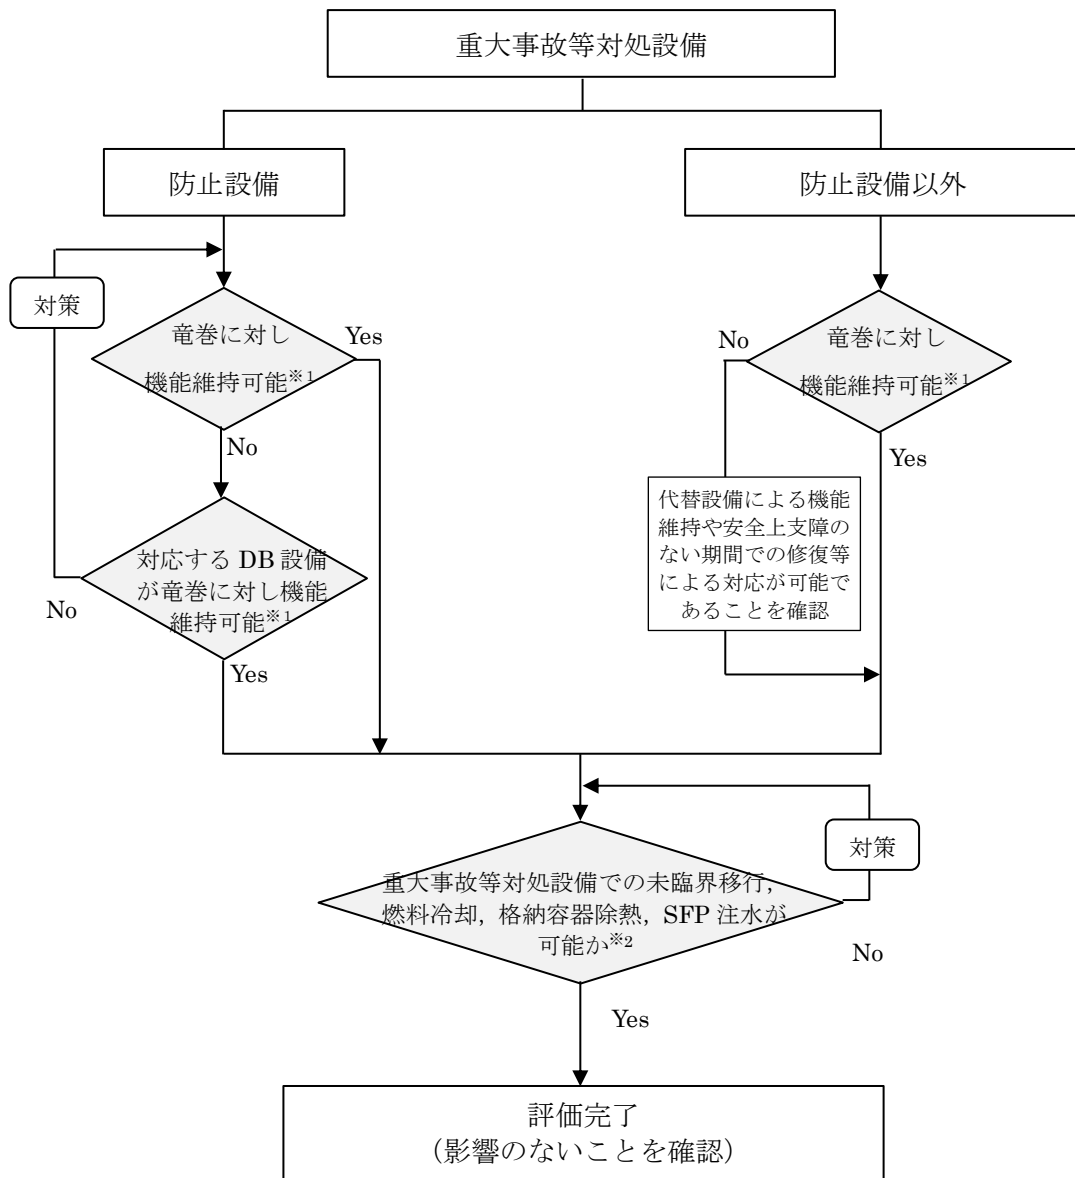 重大事故等対処設備
防止設備
防止設備以外
対策
竜巻に対し
機能維持可能※1
Yes
No
対応する DB 設備
が竜巻に対し機能
維持可能※1
No
Yes
No
竜巻に対し
機能維持可能※1
Yes
代替設備による機能
維持や安全上支障の
ない期間での修復等
による対応が可能で
あることを確認
対策
重大事故等対処設備での未臨界移行,
燃料冷却, 格納容器除熱, SFP 注水が
可能か※2
No
Yes
評価完了
(影響のないことを確認)